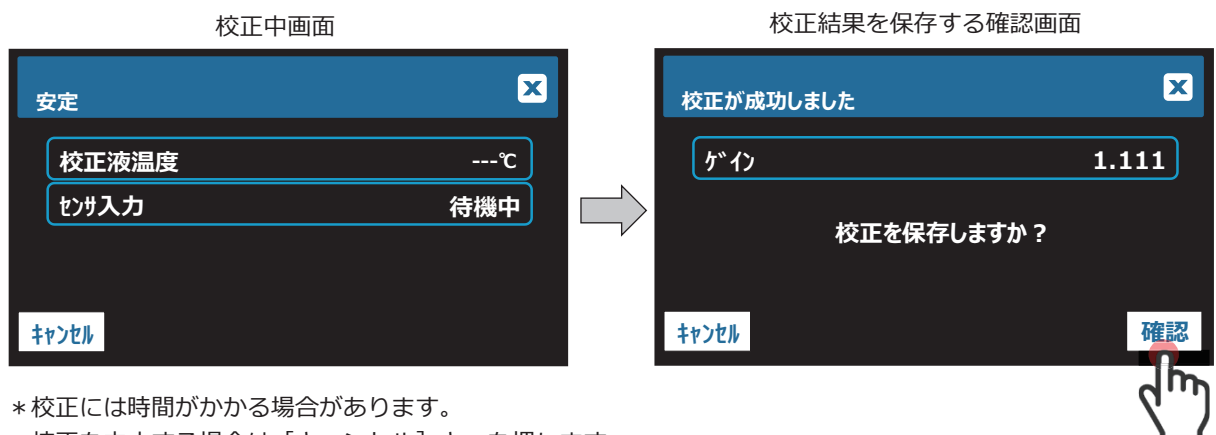 校正中画面
校正結果を保存する確認画面
安定
校正が成功しました
校正液温度 ---℃
ｾﾝｻ入力 待機中
ｹﾞｲﾝ 1.111
校正を保存しますか？
ｷｬﾝｾﾙ
ｷｬﾝｾﾙ 確認
＊校正には時間がかかる場合があります。